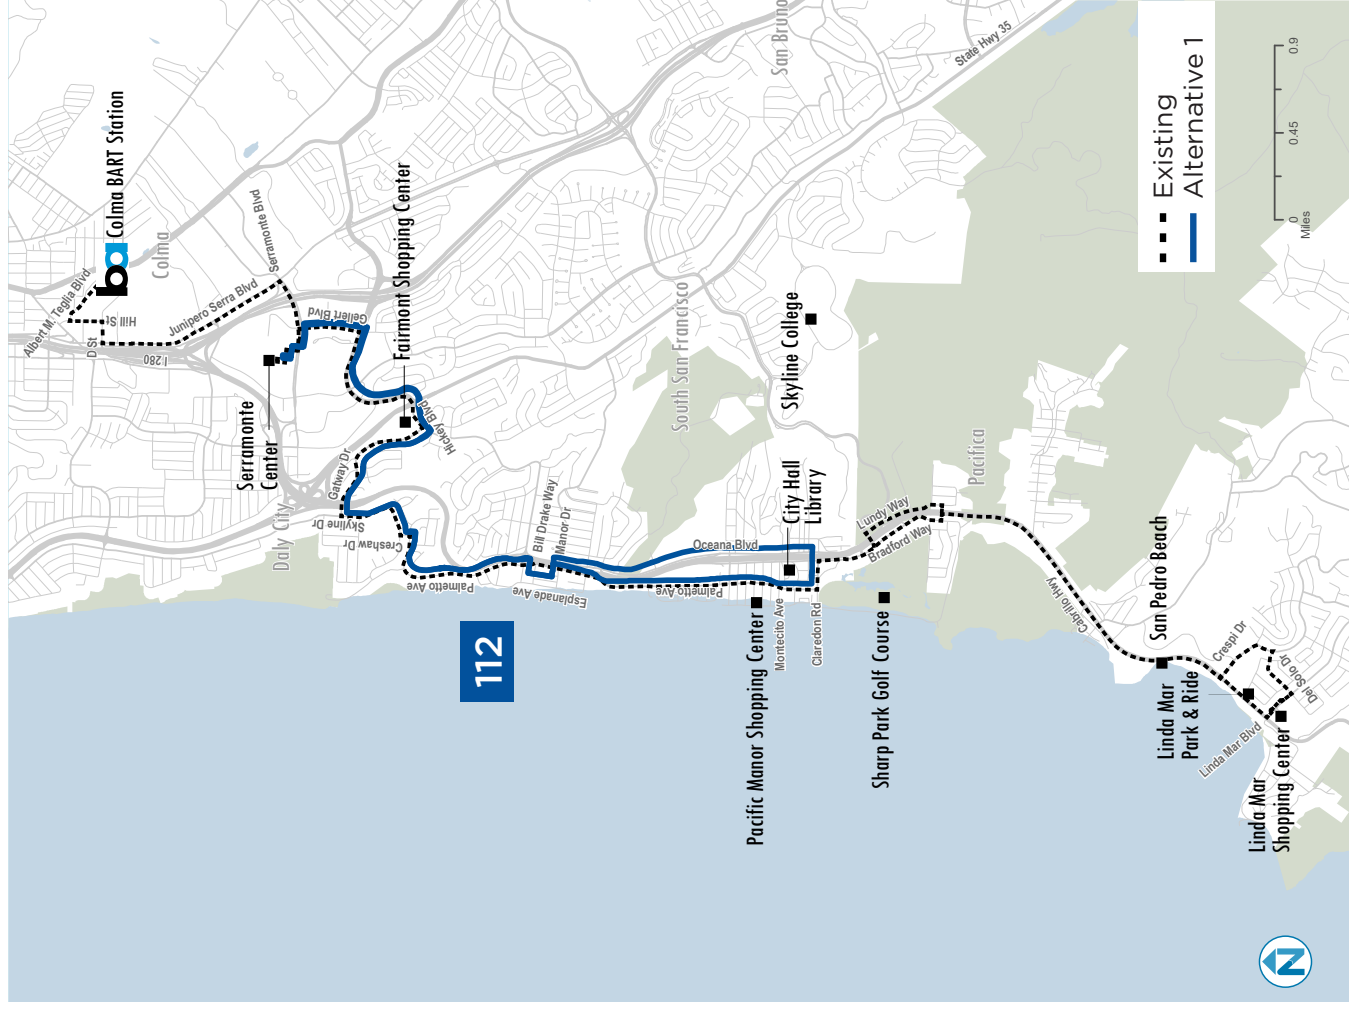 Colma BART Station
ba
Colma
Albert M. Teglia Blvd
Hill St
D St
I 280
Junipero Serra Blvd
Serramonte Blvd
Gellert Blvd
Serramonte
Center
Fairmont Shopping Center
Hickey Blvd
Gatway Dr
Skyline Dr
Creshaw Dr
Daly City
Palmetto Ave
Bill Drake Way
Manor Dr
Esplanade Ave
112
South San Francisco
San Bruno
State Hwy 35
Oceana Blvd
Palmetto Ave
City Hall
Library
Skyline College
Pacific Manor Shopping Center
Montecito Ave
Claredon Rd
Sharp Park Golf Course
Lundy Way
Bradford Way
Pacifica
Cabrillo Hwy
San Pedro Beach
Linda Mar
Park & Ride
Crespi Dr
Del Solo Dr
Linda Mar Blvd
Linda Mar
Shopping Center
Existing
Alternative 1
0
0.45
0.9
Miles
N